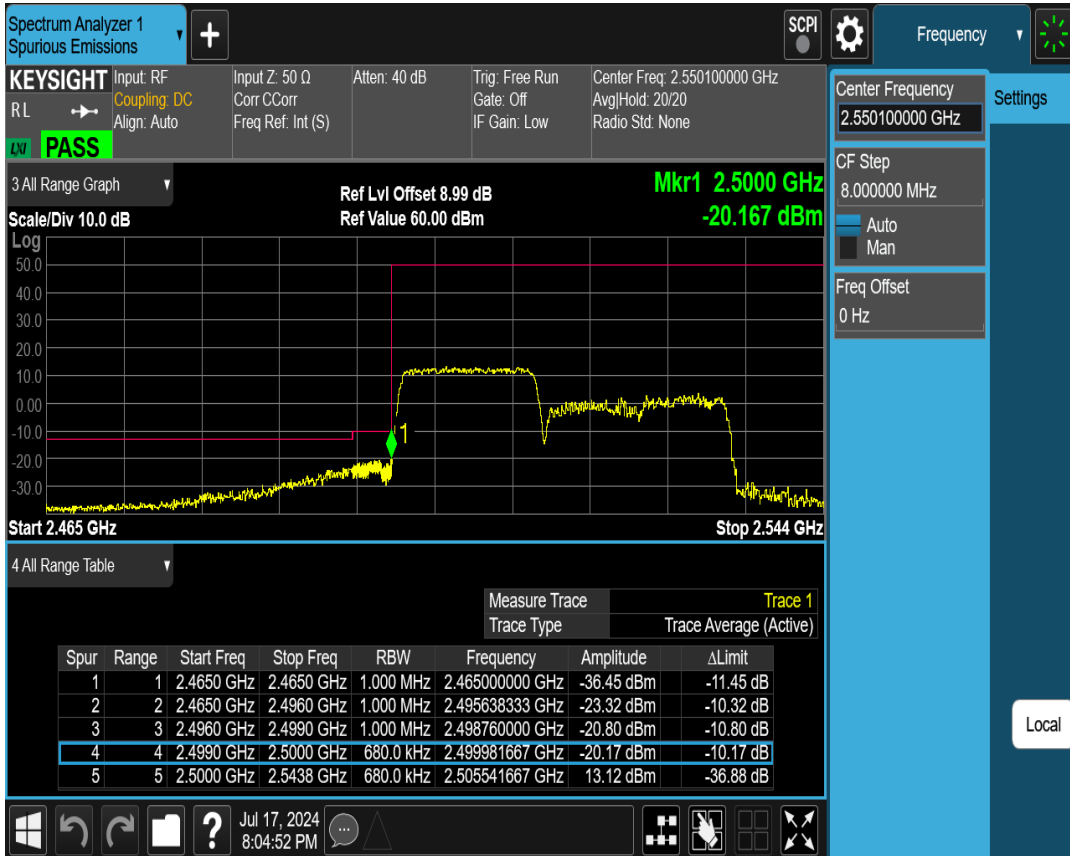 Spectrum Analyzer 1
Spurious Emissions
+
SCPI
Frequency
KEYSIGHT
RL
LXI
PASS
Input: RF
Coupling: DC
Align: Auto
Input Z: 50 Ω
Corr CCorr
Freq Ref: Int (S)
Atten: 40 dB
Trig: Free Run
Gate: Off
IF Gain: Low
Center Freq: 2.550100000 GHz
Avg|Hold: 20/20
Radio Std: None
Center Frequency
2.550100000 GHz
Settings
CF Step
8.000000 MHz
Auto
Man
Freq Offset
0 Hz
Local
3 All Range Graph
Ref Lvl Offset 8.99 dB
Mkr1 2.5000 GHz
Scale/Div 10.0 dB
Ref Value 60.00 dBm
-20.167 dBm
Log
50.0
40.0
30.0
20.0
10.0
0.00
-10.0
-20.0
-30.0
1
Start 2.465 GHz
Stop 2.544 GHz
4 All Range Table
Measure Trace Trace 1
Trace Type Trace Average (Active)
Spur Range Start Freq Stop Freq RBW Frequency Amplitude ΔLimit
1 1 2.4650 GHz 2.4650 GHz 1.000 MHz 2.465000000 GHz -36.45 dBm -11.45 dB
2 2 2.4650 GHz 2.4960 GHz 1.000 MHz 2.495638333 GHz -23.32 dBm -10.32 dB
3 3 2.4960 GHz 2.4990 GHz 1.000 MHz 2.498760000 GHz -20.80 dBm -10.80 dB
4 4 2.4990 GHz 2.5000 GHz 680.0 kHz 2.499981667 GHz -20.17 dBm -10.17 dB
5 5 2.5000 GHz 2.5438 GHz 680.0 kHz 2.505541667 GHz 13.12 dBm -36.88 dB
?
Jul 17, 2024
8:04:52 PM